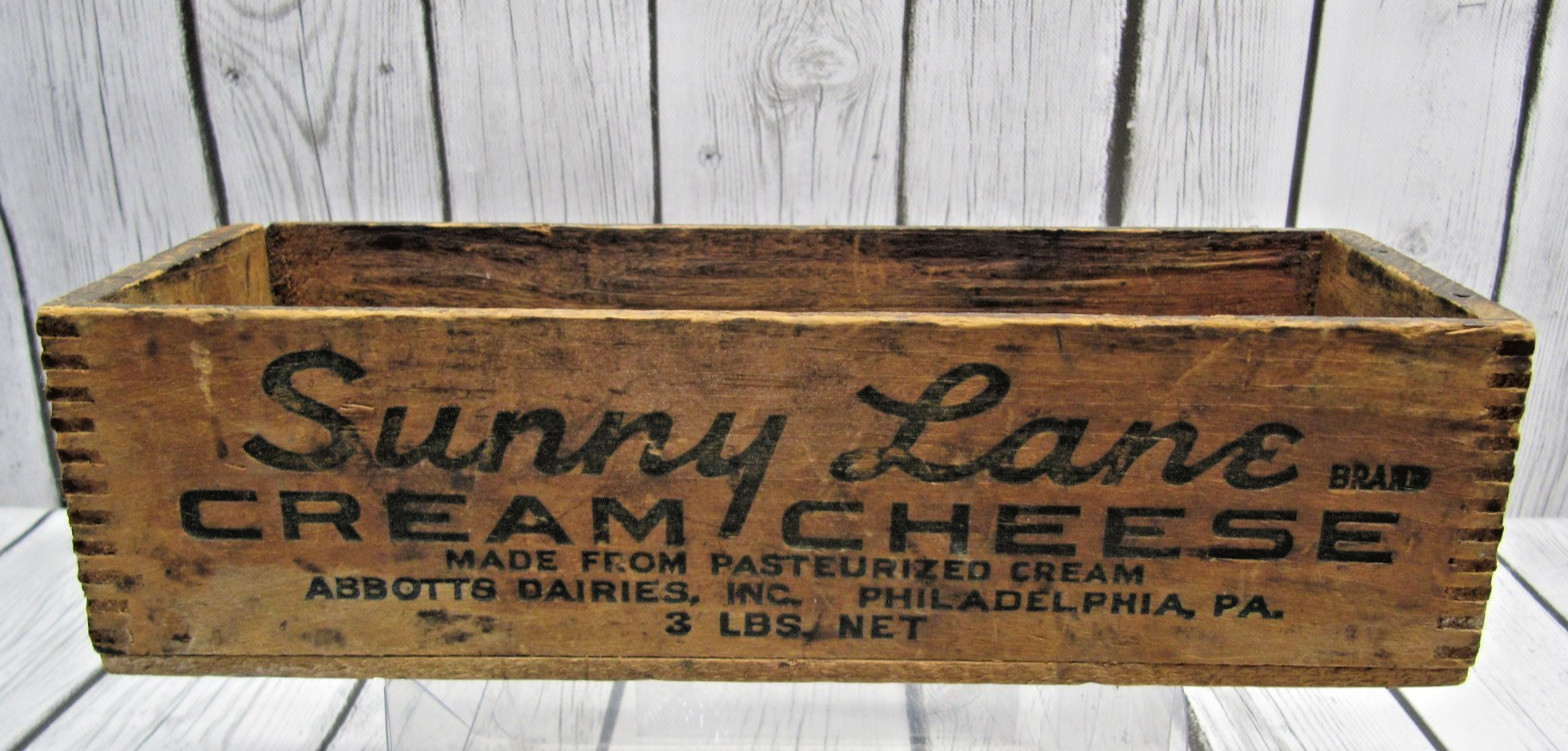 Sunny Lane BRAND
CREAM CHEESE
MADE FROM PASTEURIZED CREAM
ABBOTTS DAIRIES, INC. PHILADELPHIA, PA.
3 LBS. NET